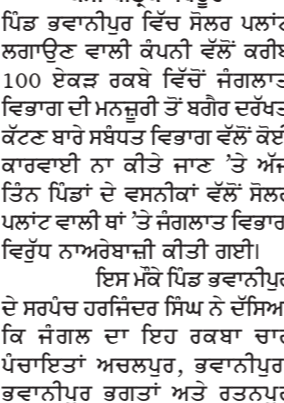 ਪਿੰਡ ਭਵਾਨੀਪੁਰ ਵਿੱਚ ਸੋਲਰ ਪਲਾਂਟ
ਲਗਾਉਣ ਵਾਲੀ ਕੰਪਨੀ ਵੱਲੋਂ ਕਰੀਬ
100 ਏਕੜ ਰਕਬੇ ਵਿੱਚੋਂ ਜੰਗਲਾਤ
ਵਿਭਾਗ ਦੀ ਮਨਜ਼ੂਰੀ ਤੋਂ ਬਗੈਰ ਦਰੱਖਤ
ਕੱਟਣ ਬਾਰੇ ਸਬੰਧਤ ਵਿਭਾਗ ਵੱਲੋਂ ਕੋਈ
ਕਾਰਵਾਈ ਨਾ ਕੀਤੇ ਜਾਣ ’ਤੇ ਅੱਜ
ਤਿੰਨ ਪਿੰਡਾਂ ਦੇ ਵਸਨੀਕਾਂ ਵੱਲੋਂ ਸੋਲਰ
ਪਲਾਂਟ ਵਾਲੀ ਥਾਂ ’ਤੇ ਜੰਗਲਾਤ ਵਿਭਾਗ
ਵਿਰੁੱਧ ਨਾਅਰੇਬਾਜ਼ੀ ਕੀਤੀ ਗਈ।
ਇਸ ਮੌਕੇ ਪਿੰਡ ਭਵਾਨੀਪੁਰ
ਦੇ ਸਰਪੰਚ ਹਰਜਿੰਦਰ ਸਿੰਘ ਨੇ ਦੱਸਿਆ
ਕਿ ਜੰਗਲ ਦਾ ਇਹ ਰਕਬਾ ਚਾਰ
ਪੰਚਾਇਤਾਂ ਅਚਲਪੁਰ, ਭਵਾਨੀਪੁਰ
ਭਵਾਨੀਪੁਰ ਭਗਤਾਂ ਅਤੇ ਰਤਨਪੁਰ